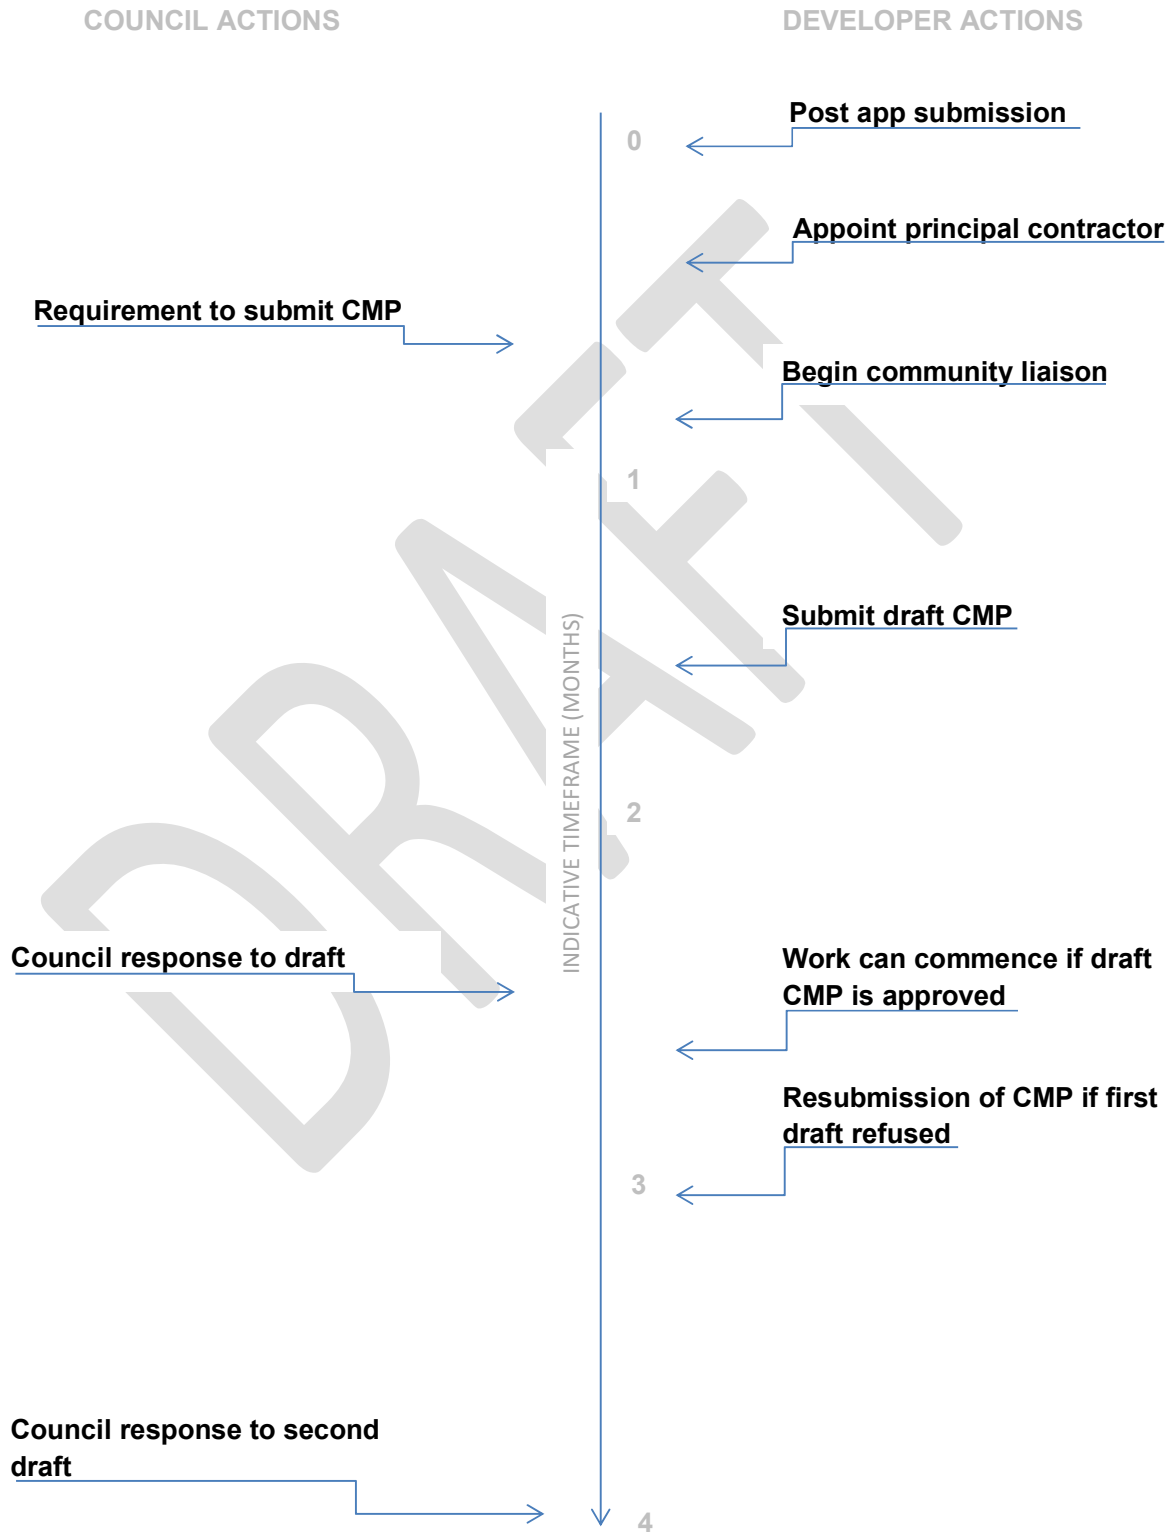 COUNCIL ACTIONS
DEVELOPER ACTIONS
Post app submission
0
Appoint principal contractor
Requirement to submit CMP
Begin community liaison
1
Submit draft CMP
INDICATIVE TIMEFRAME (MONTHS)
2
Council response to draft
Work can commence if draft
CMP is approved
Resubmission of CMP if first
draft refused
3
Council response to second
draft
4
DRAFT